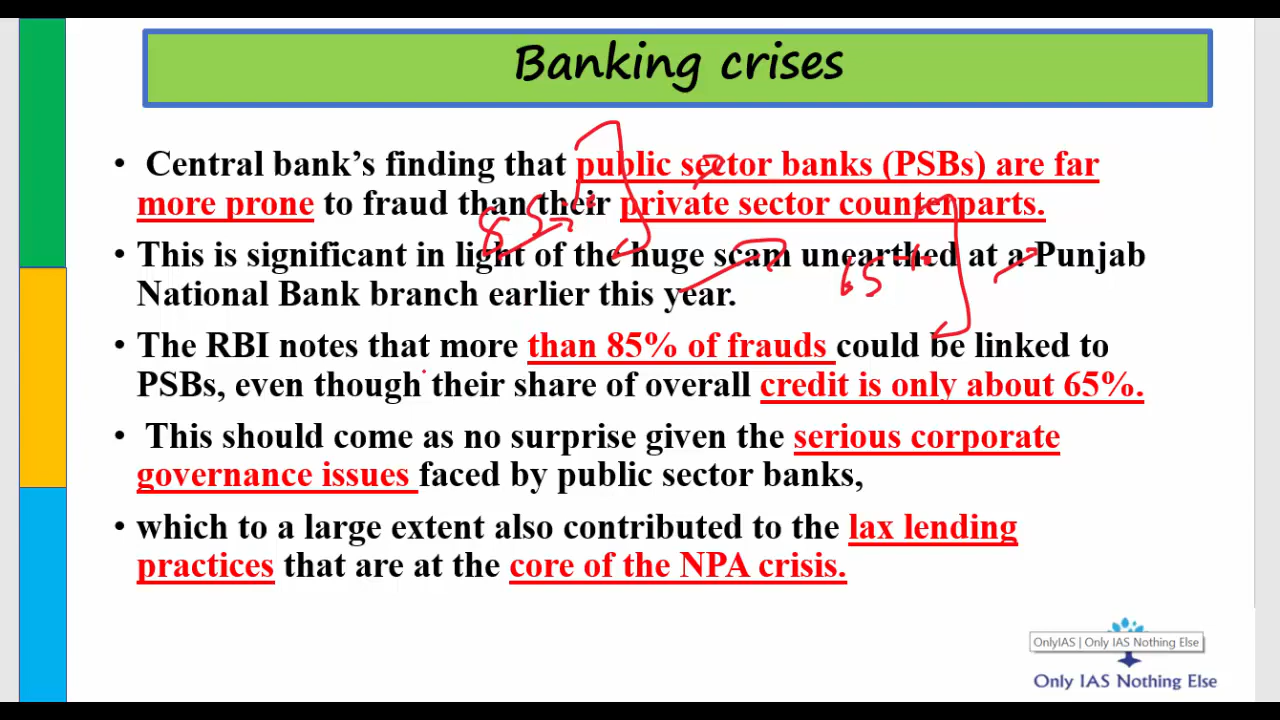 Banking crises
• Central bank's finding that public sector banks (PSBs) are far
more prone to fraud than their private sector counterparts.
• This is significant in light of the huge scam unearthed at a Punjab
National Bank branch earlier this year.
• The RBI notes that more than 85% of frauds could be linked to
PSBs, even though their share of overall credit is only about 65%.
• This should come as no surprise given the serious corporate
governance issues faced by public sector banks,
• which to a large extent also contributed to the lax lending
practices that are at the core of the NPA crisis.
85
65
OnlyIAS | Only IAS Nothing Else
Only IAS Nothing Else